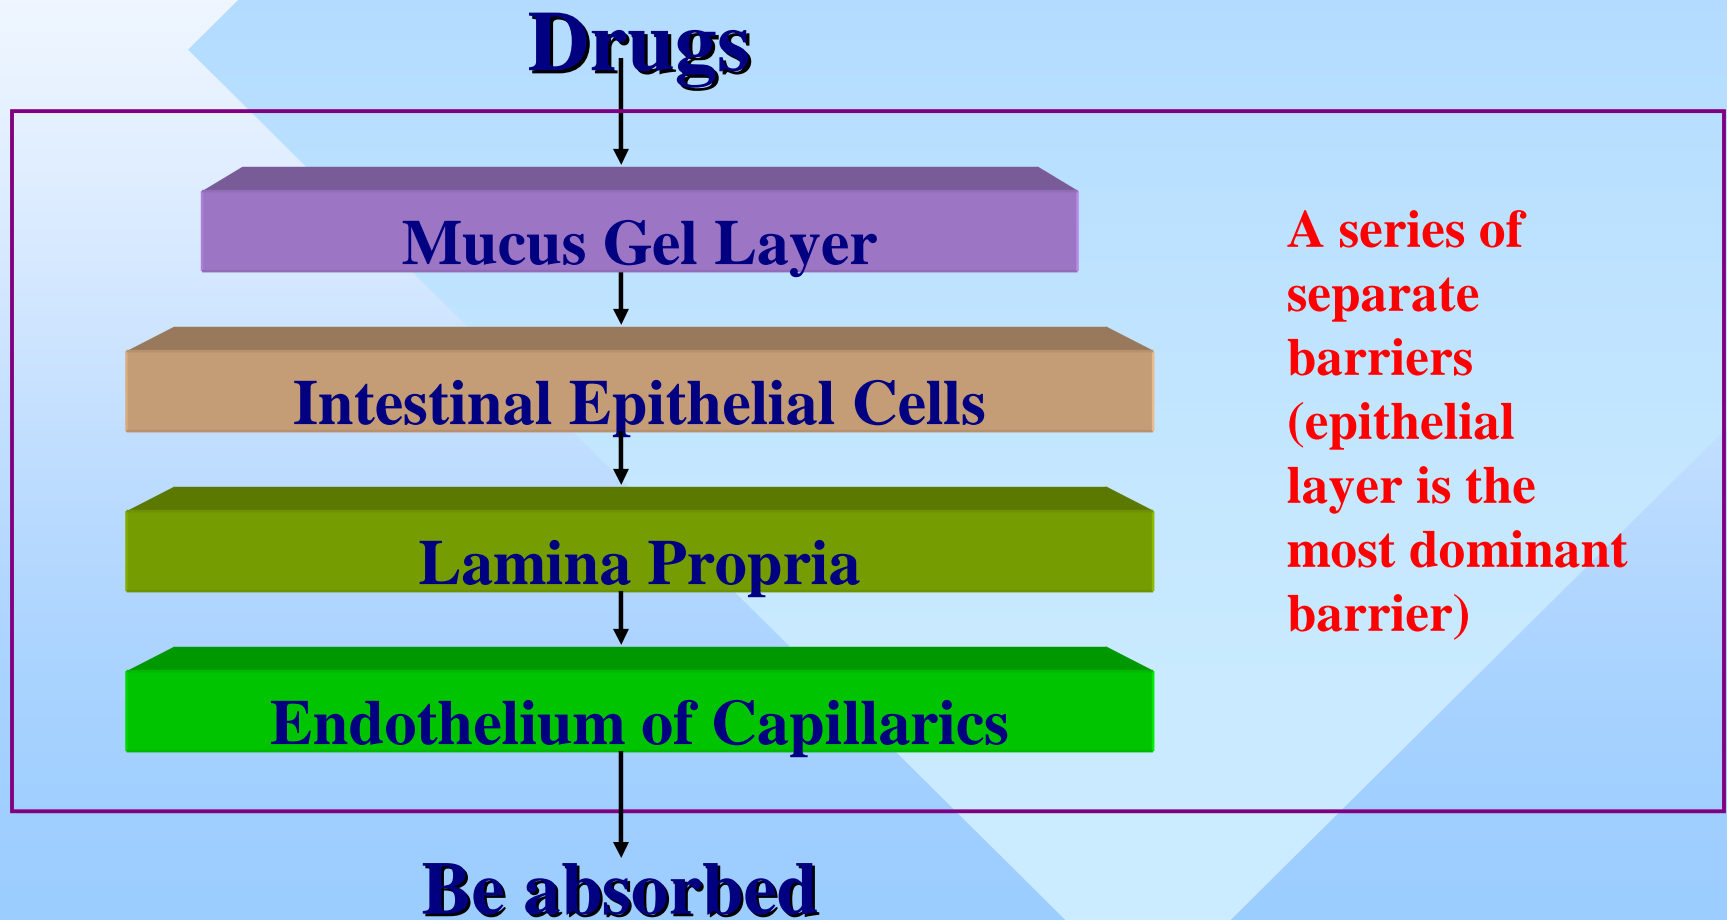 Drugs
Mucus Gel Layer
Intestinal Epithelial Cells
Lamina Propria
Endothelium of Capillarics
Be absorbed
A series of
separate
barriers
(epithelial
layer is the
most dominant
barrier)